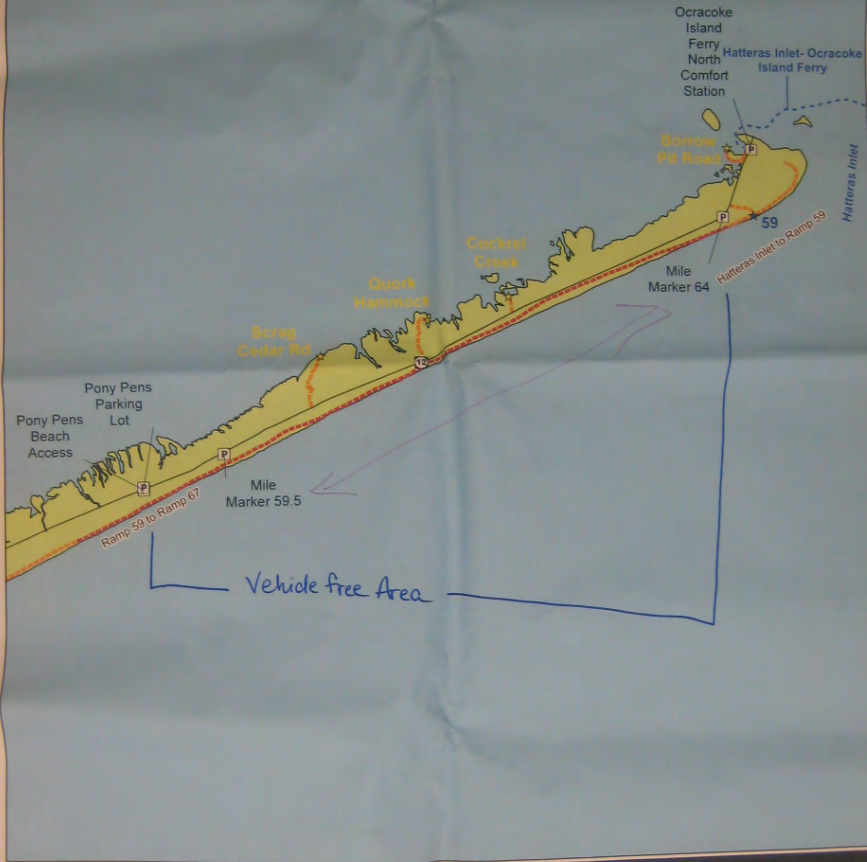 Ocracoke
Island
Ferry
North
Comfort
Station
Hatteras Inlet- Ocracoke
Island Ferry
Hatteras Inlet
Borrow
Pit Road
P
P
59
Hatteras Inlet to Ramp 59
Mile
Marker 64
Cockrel
Creek
Quork
Hammock
12
Scrag
Cedar Rd
Pony Pens
Parking
Lot
Pony Pens
Beach
Access
P
P
Mile
Marker 59.5
Ramp 59 to Ramp 67
Vehicle free Area